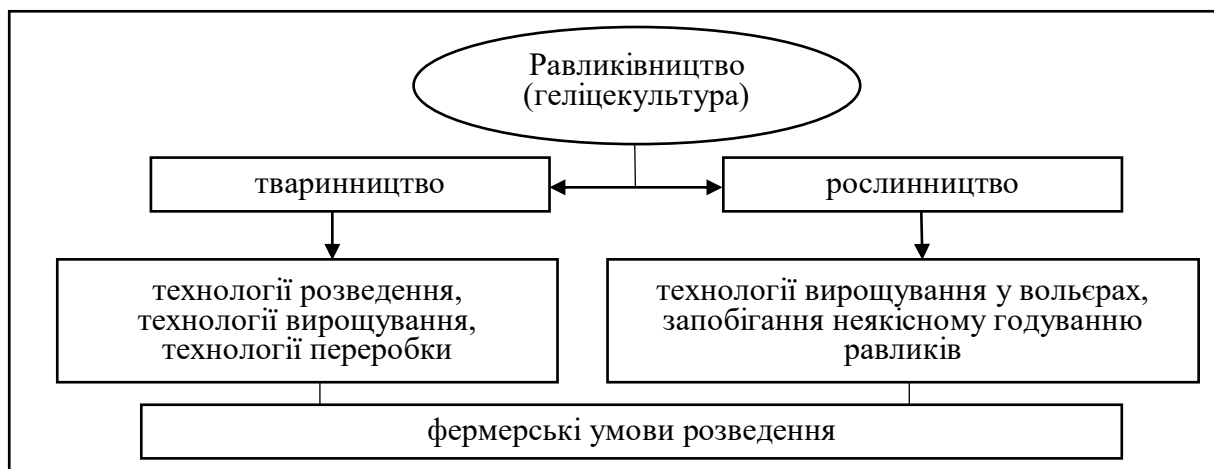 Равликівництво
(геліцекультура)
тваринництво
рослинництво
технології розведення,
технології вирощування,
технології переробки
технології вирощування у вольєрах,
запобігання неякісному годуванню
равликів
фермерські умови розведення